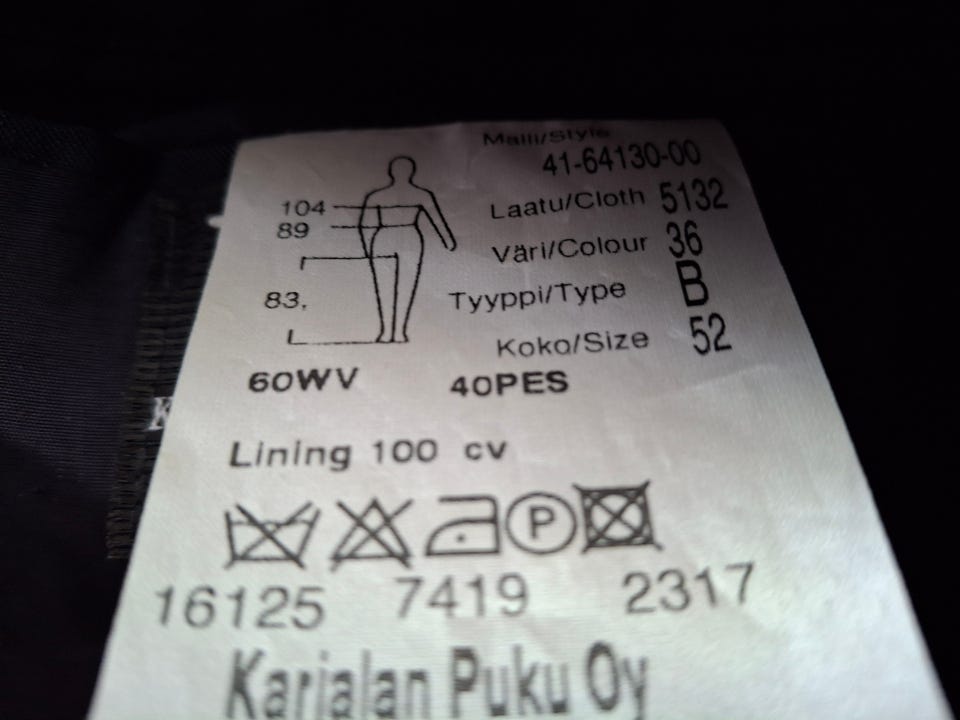 Malli/Style
41-64130-00
104
Laatu/Cloth 5132
89
Väri/Colour 36
83,
Tyyppi/Type B
Koko/Size 52
60WV 40PES
Lining 100 cv
P
16125 7419 2317
Karjalan Puku Oy